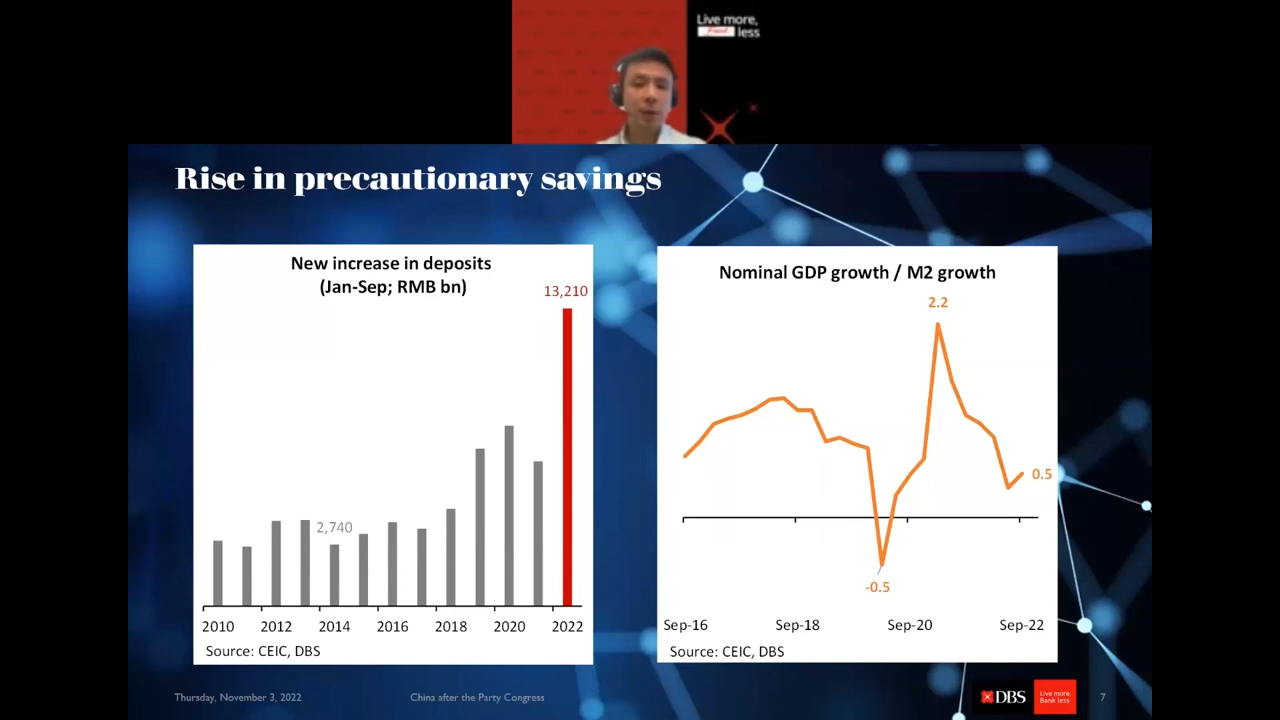 Live more,
less
Rise in precautionary savings
New increase in deposits
(Jan-Sep; RMB bn)
13,210
2,740
2010 2012 2014 2016 2018 2020 2022
Source: CEIC, DBS
Nominal GDP growth / M2 growth
2.2
0.5
-0.5
Sep-16 Sep-18 Sep-20 Sep-22
Source: CEIC, DBS
Thursday, November 3, 2022
China after the Party Congress
DBS
Live more,
Bank less
7